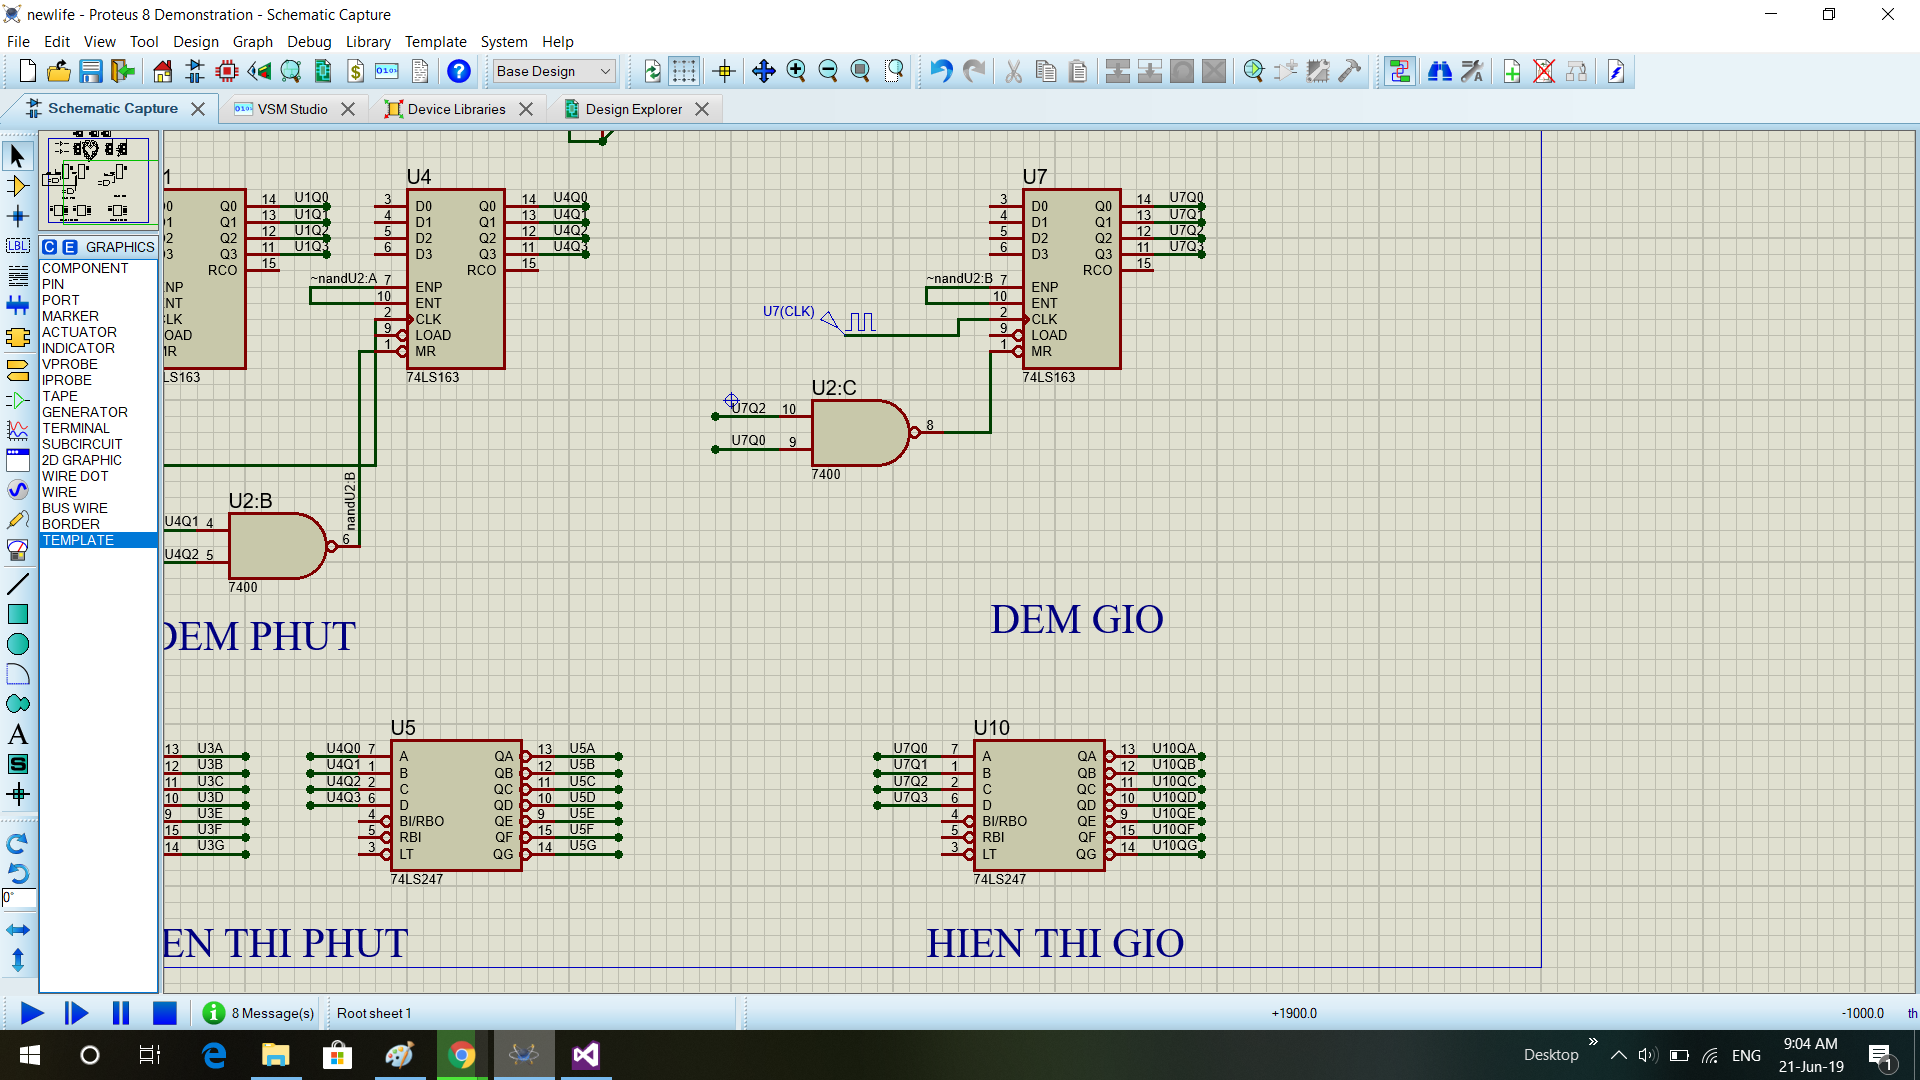 newlife - Proteus 8 Demonstration - Schematic Capture
File Edit View Tool Design Graph Debug Library Template System Help
Base Design
Schematic Capture
VSM Studio
Device Libraries
Design Explorer
C E GRAPHICS
COMPONENT
PIN
PORT
MARKER
ACTUATOR
INDICATOR
VPROBE
IPROBE
TAPE
GENERATOR
TERMINAL
SUBCIRCUIT
2D GRAPHIC
WIRE DOT
WIRE
BUS WIRE
BORDER
TEMPLATE
LBL
A
S
0°
1
Q0 14 U1Q0
Q1 13 U1Q1
Q2 12 U1Q2
Q3 11 U1Q3
RCO 15
NP
NT
LK
OAD
LS163
U4
3 D0 Q0 14 U4Q0
4 D1 Q1 13 U4Q1
5 D2 Q2 12 U4Q2
6 D3 Q3 11 U4Q3
RCO 15
~nandU2:A 7 ENP
10 ENT
2 CLK
9 LOAD
1 MR
74LS163
U7
3 D0 Q0 14 U7Q0
4 D1 Q1 13 U7Q1
5 D2 Q2 12 U7Q2
6 D3 Q3 11 U7Q3
RCO 15
~nandU2:B 7 ENP
10 ENT
U7(CLK)
2 CLK
9 LOAD
1 MR
74LS163
U2:C
U7Q2 10
U7Q0 9
8
7400
U2:B
U4Q1 4
U4Q2 5
6
nandU2:B
7400
DEM PHUT
DEM GIO
13 U3A
12 U3B
11 U3C
10 U3D
9 U3E
15 U3F
14 U3G
U5
U4Q0 7 A QA 13 U5A
U4Q1 1 B QB 12 U5B
U4Q2 2 C QC 11 U5C
U4Q3 6 D QD 10 U5D
4 BI/RBO QE 9 U5E
5 RBI QF 15 U5F
3 LT QG 14 U5G
74LS247
U10
U7Q0 7 A QA 13 U10QA
U7Q1 1 B QB 12 U10QB
U7Q2 2 C QC 11 U10QC
U7Q3 6 D QD 10 U10QD
4 BI/RBO QE 9 U10QE
5 RBI QF 15 U10QF
3 LT QG 14 U10QG
74LS247
EN THI PHUT
HIEN THI GIO
8 Message(s) Root sheet 1 +1900.0 -1000.0 th
Desktop ENG 9:04 AM
21-Jun-19
1